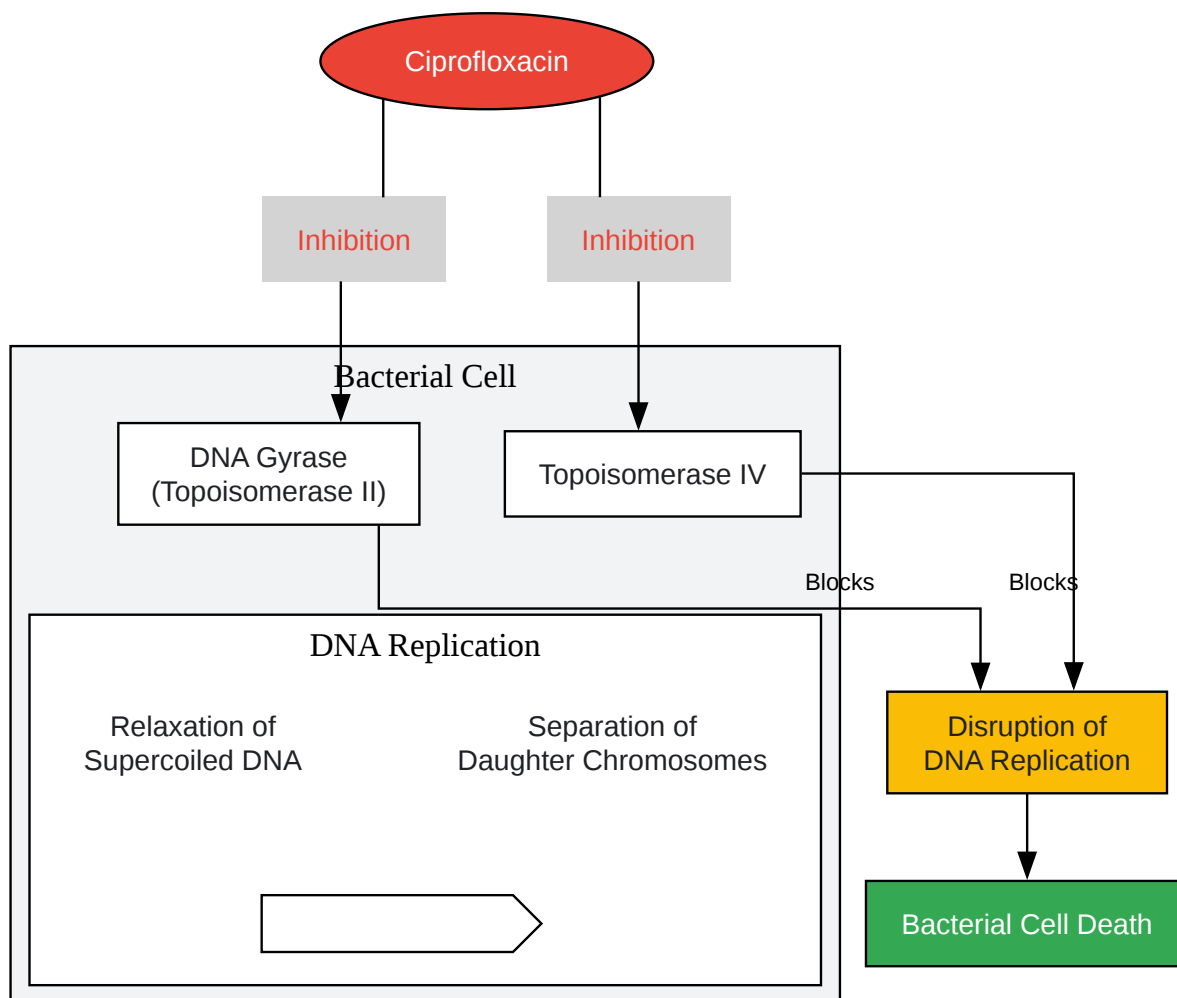 Ciprofloxacin
Inhibition
Inhibition
Bacterial Cell
DNA Gyrase
(Topoisomerase II)
Topoisomerase IV
Blocks
Blocks
DNA Replication
Relaxation of
Supercoiled DNA
Separation of
Daughter Chromosomes
Disruption of
DNA Replication
Bacterial Cell Death